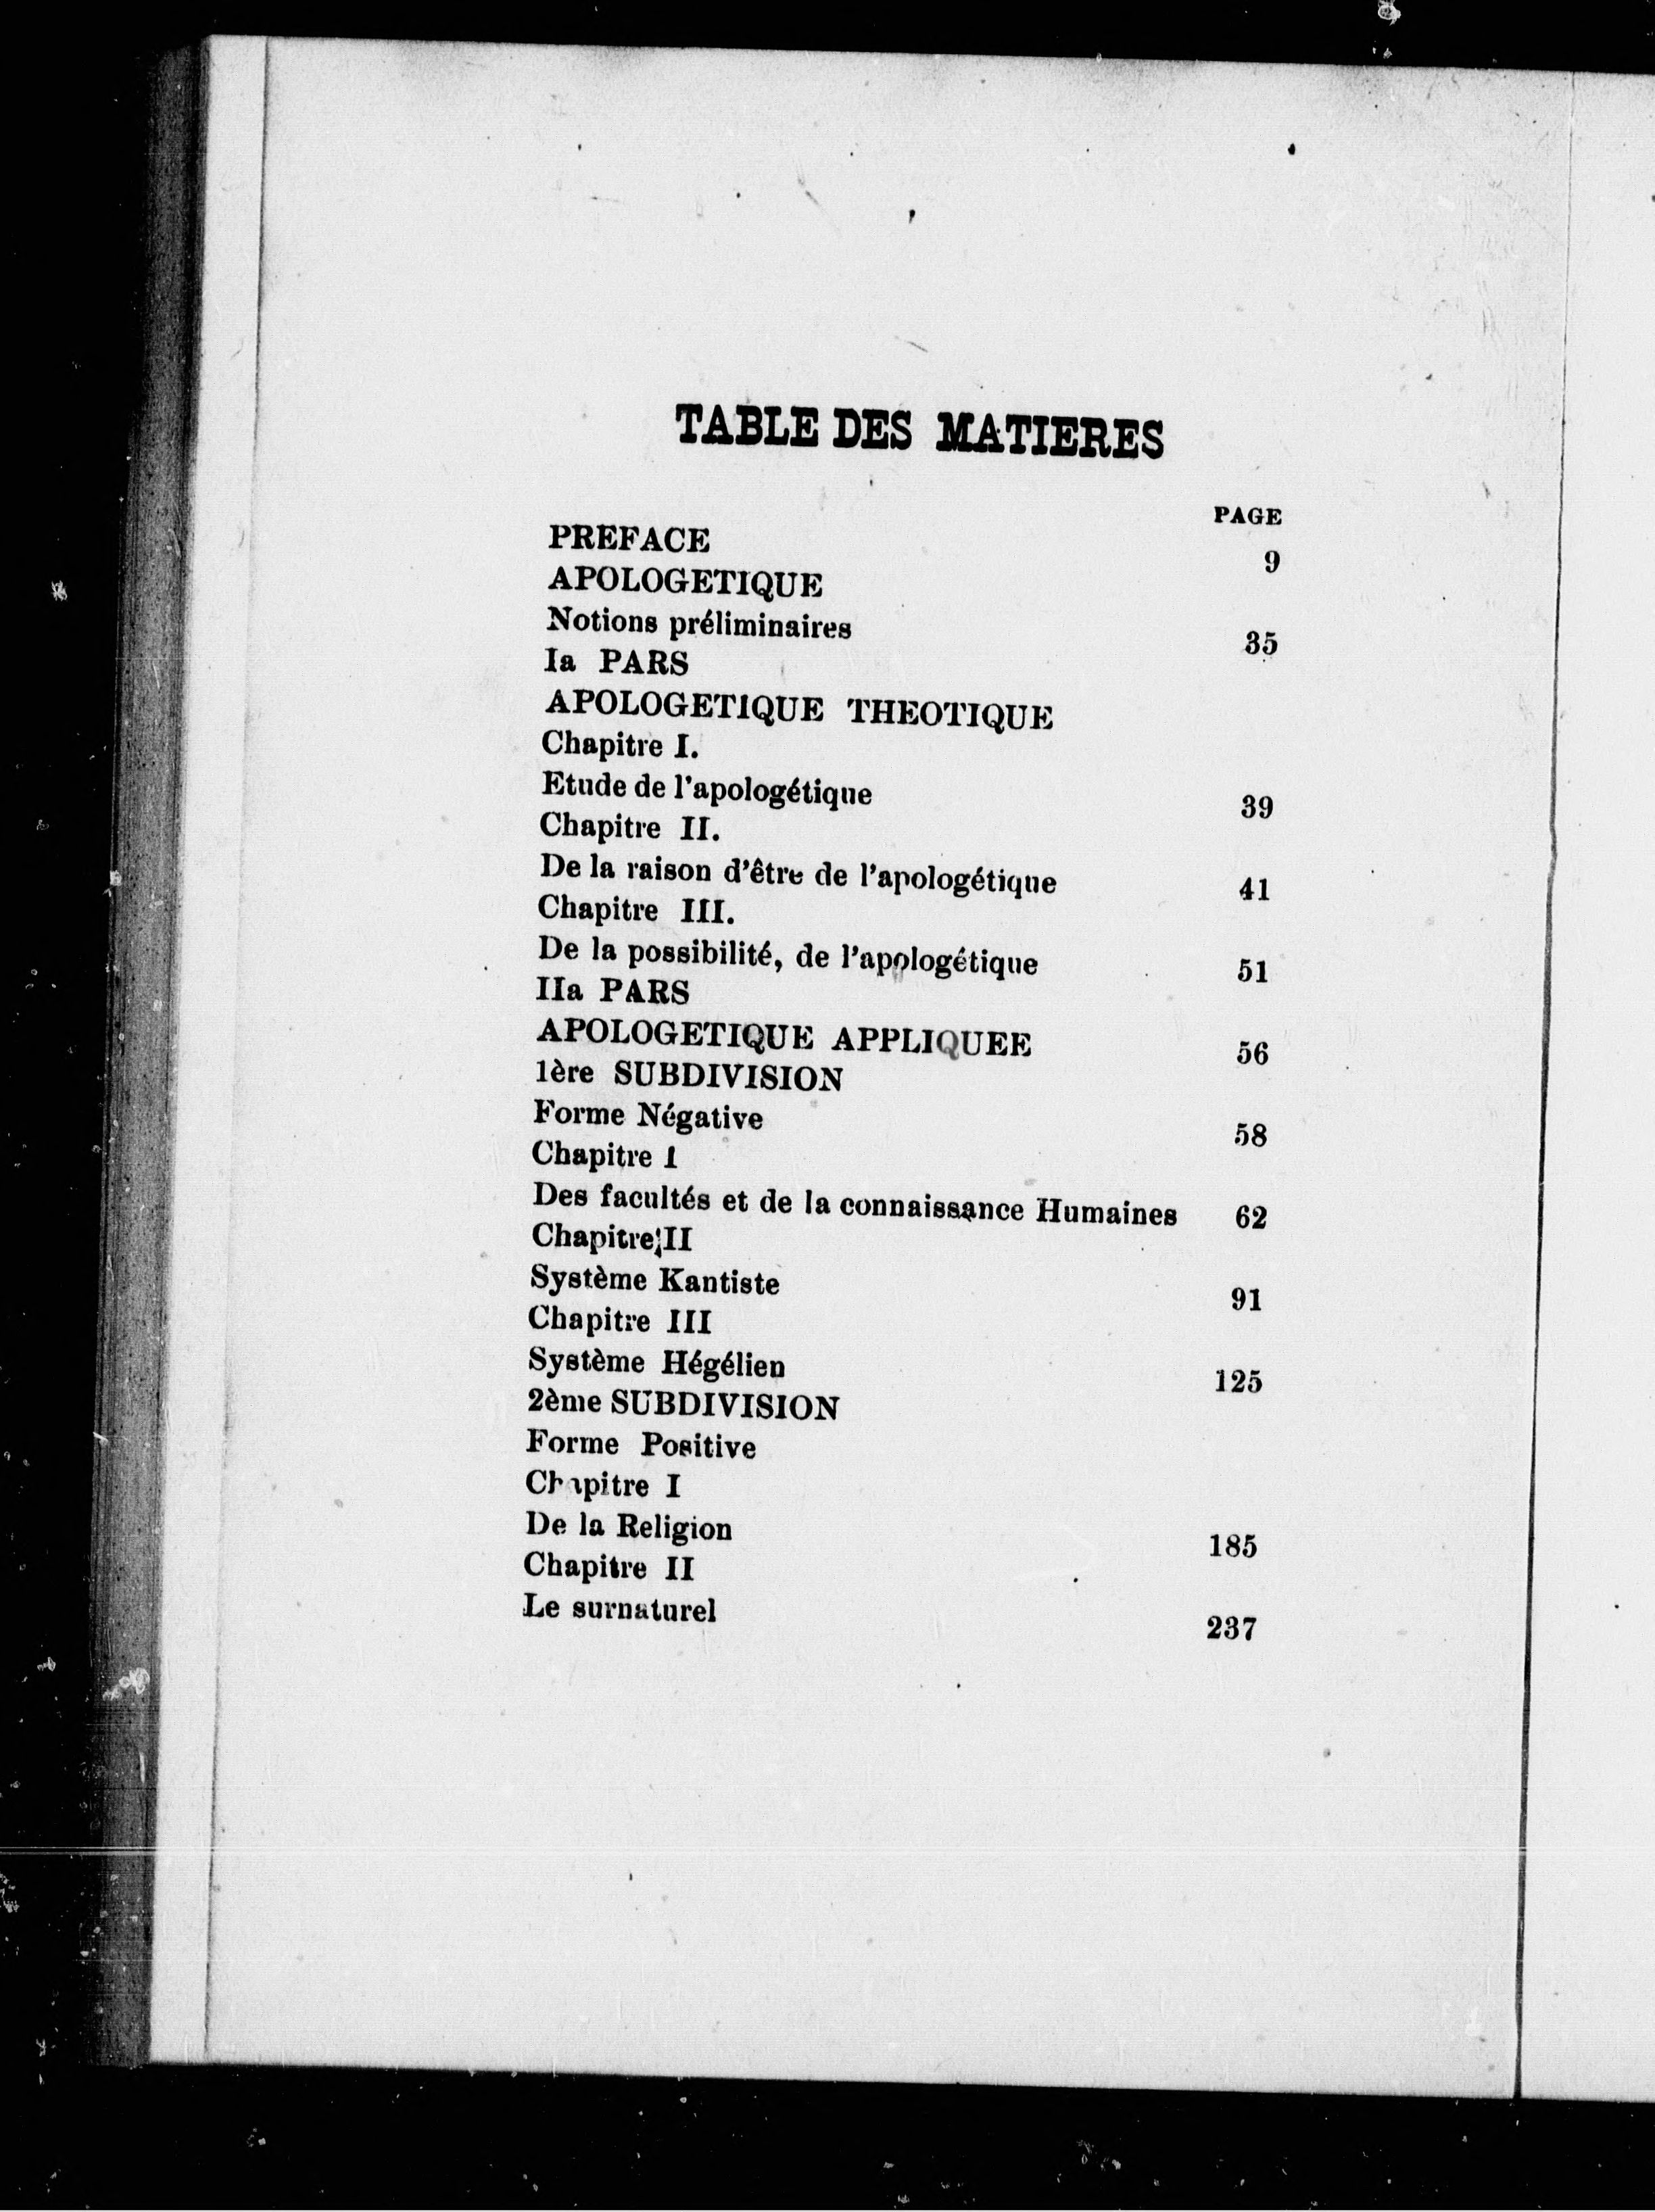 TABLE DES MATIERES
PAGE
PREFACE 9
APOLOGETIQUE
Notions préliminaires 35
Ia PARS
APOLOGETIQUE THEOTIQUE
Chapitre I.
Etude de l'apologétique 39
Chapitre II.
De la raison d'être de l'apologétique 41
Chapitre III.
De la possibilité, de l'apologétique 51
IIa PARS
APOLOGETIQUE APPLIQUEE 56
1ère SUBDIVISION
Forme Négative 58
Chapitre I
Des facultés et de la connaissance Humaines 62
Chapitre II
Système Kantiste 91
Chapitre III
Système Hégélien 125
2ème SUBDIVISION
Forme Positive
Chapitre I
De la Religion 185
Chapitre II
Le surnaturel 237